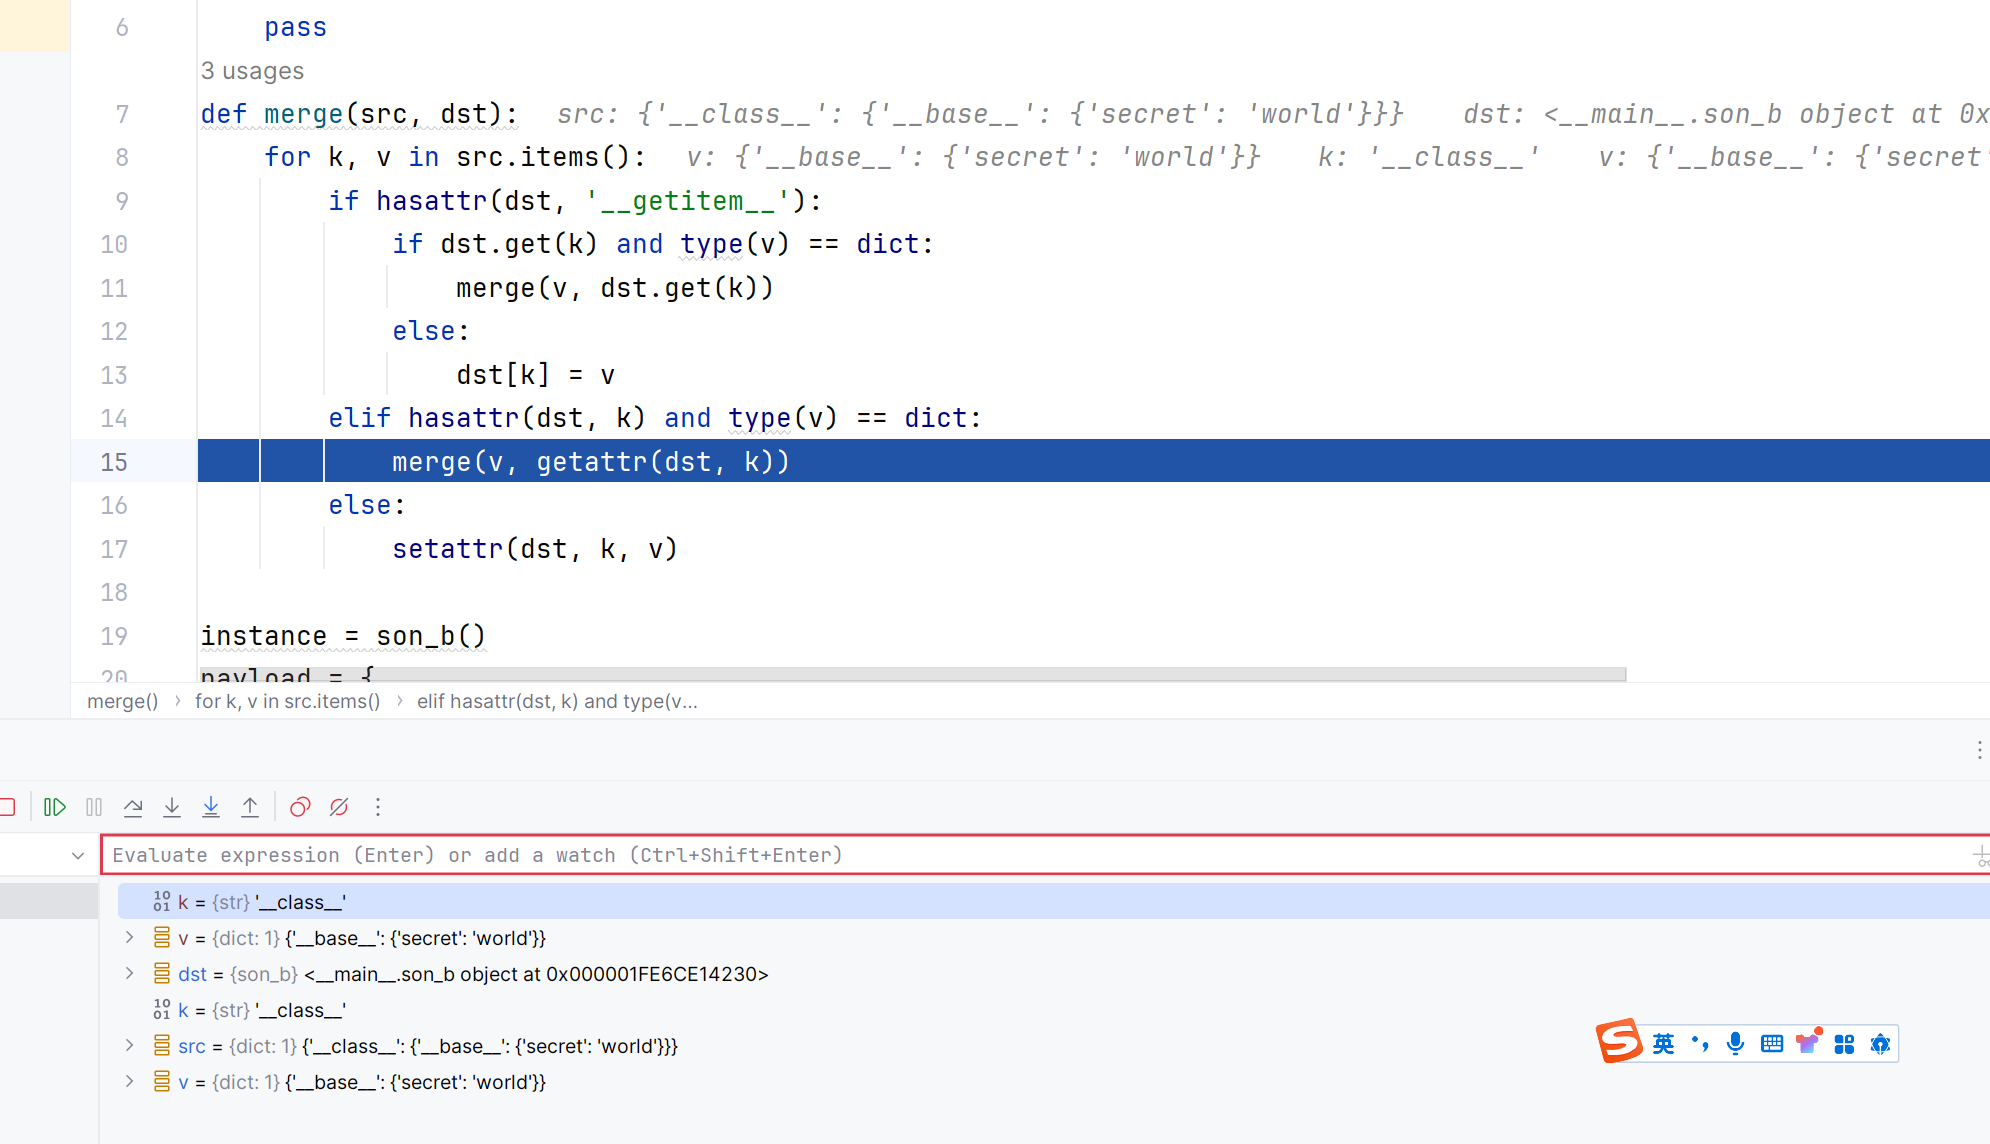 6 pass
3 usages
7 def merge(src, dst): src: {'__class__': {'__base__': {'secret': 'world'}}} dst: <__main__.son_b object at 0x
8 for k, v in src.items(): v: {'__base__': {'secret': 'world'}} k: '__class__' v: {'__base__': {'secret'
9 if hasattr(dst, '__getitem__'):
10 if dst.get(k) and type(v) == dict:
11 merge(v, dst.get(k))
12 else:
13 dst[k] = v
14 elif hasattr(dst, k) and type(v) == dict:
15 merge(v, getattr(dst, k))
16 else:
17 setattr(dst, k, v)
18
19 instance = son_b()
20 payload = {
merge() › for k, v in src.items() › elif hasattr(dst, k) and type(v...
Evaluate expression (Enter) or add a watch (Ctrl+Shift+Enter)
k = {str} '__class__'
v = {dict: 1} {'__base__': {'secret': 'world'}}
dst = {son_b} <__main__.son_b object at 0x000001FE6CE14230>
k = {str} '__class__'
src = {dict: 1} {'__class__': {'__base__': {'secret': 'world'}}}
v = {dict: 1} {'__base__': {'secret': 'world'}}
英